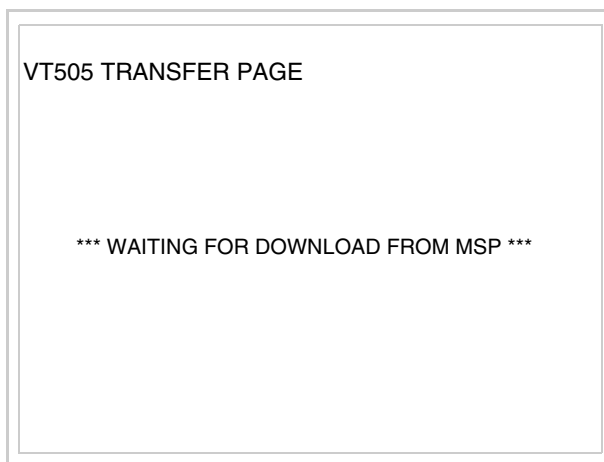 VT505 TRANSFER PAGE
*** WAITING FOR DOWNLOAD FROM MSP ***